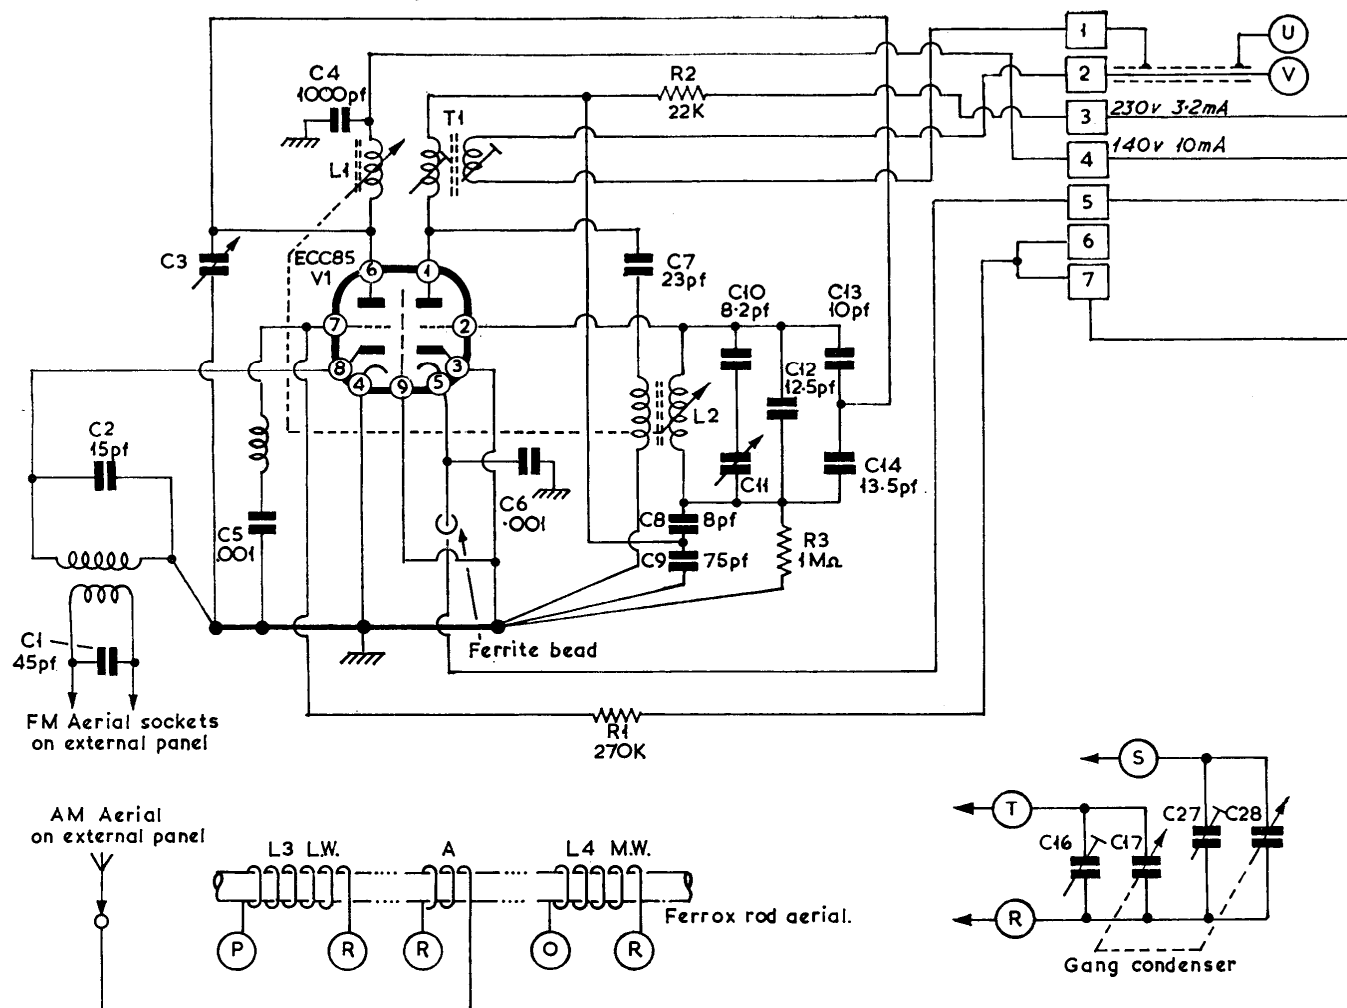 C4
1000pf
L1
T1
R2
22K
1
2
3
4
5
6
7
U
V
230v 3·2mA
140v 10mA
C3
ECC85
V1
6
1
7
2
8
4
9
5
3
C7
23pf
C10
8·2pf
C13
10pf
C12
12·5pf
L2
C11
C14
13·5pf
C2
15pf
C5
.001
C6
.001
C8
8pf
C9
75pf
R3
1MΩ
C1
45pf
Ferrite bead
FM Aerial sockets
on external panel
R1
270K
AM Aerial
on external panel
L3 L.W.
A
L4 M.W.
Ferrox rod aerial.
P
R
R
O
R
S
T
R
C16
C17
C27
C28
Gang condenser